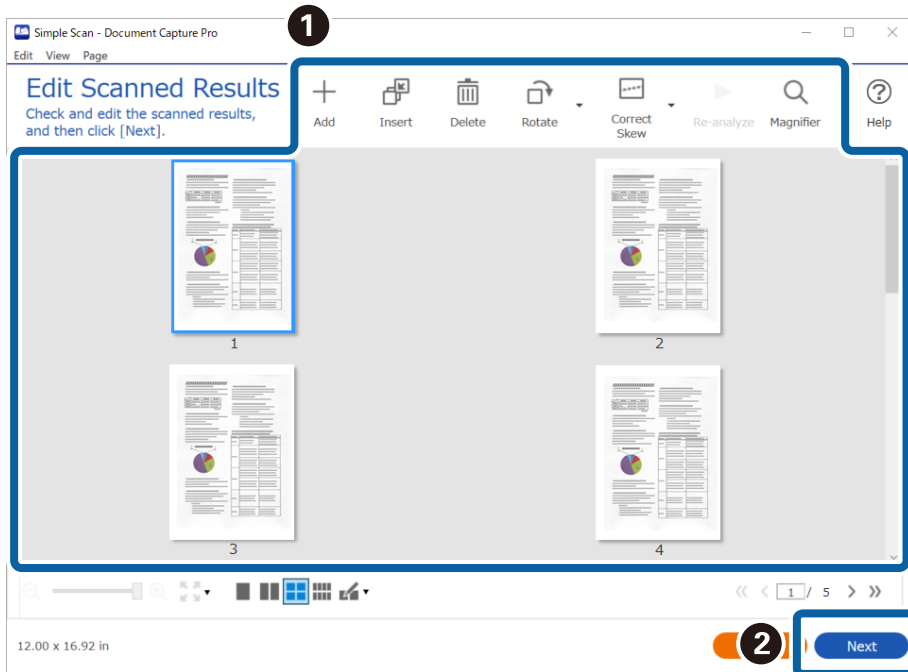 1
Simple Scan - Document Capture Pro
Edit View Page
Edit Scanned Results
Check and edit the scanned results,
and then click [Next].
Add
Insert
Delete
Rotate
Correct
Skew
Re-analyze
Magnifier
Help
1
2
3
4
1 / 5
12.00 x 16.92 in
2
Next